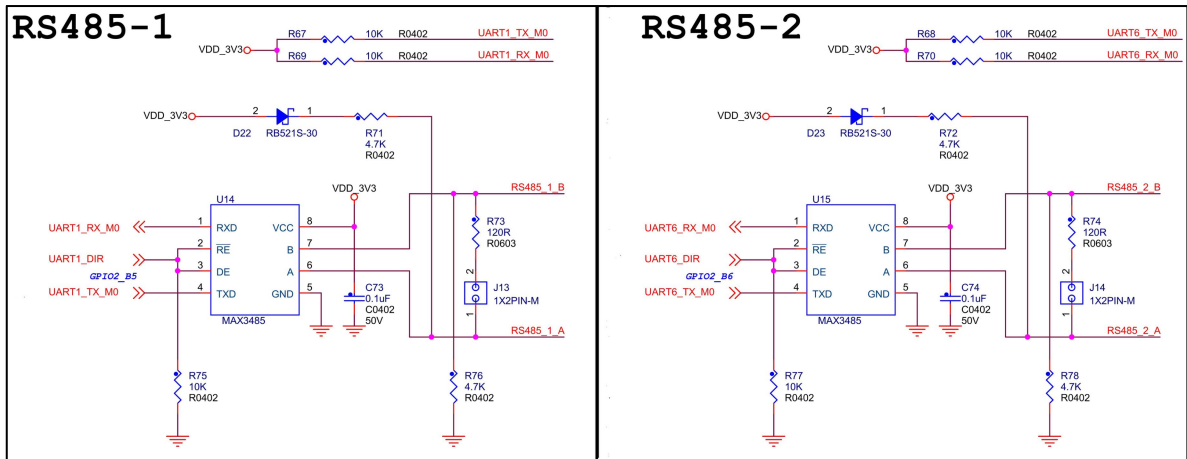 RS485-1
R67 10K R0402 UART1_TX_M0
VDD_3V3
R69 10K R0402 UART1_RX_M0
VDD_3V3 2 1
D22 RB521S-30 R71
4.7K
R0402
VDD_3V3
U14
RS485_1_B
UART1_RX_M0 1 RXD VCC 8
R73
120R
R0603
2 RE B 7
UART1_DIR
GPIO2_B5
3 DE A 6
2
UART1_TX_M0 4 TXD GND 5
J13
1X2PIN-M
1
C73
0.1uF
C0402
50V
MAX3485
RS485_1_A
R75
10K
R0402
R76
4.7K
R0402
RS485-2
R68 10K R0402 UART6_TX_M0
VDD_3V3
R70 10K R0402 UART6_RX_M0
VDD_3V3 2 1
D23 RB521S-30 R72
4.7K
R0402
VDD_3V3
U15
RS485_2_B
UART6_RX_M0 1 RXD VCC 8
R74
120R
R0603
2 RE B 7
UART6_DIR
GPIO2_B6
3 DE A 6
2
UART6_TX_M0 4 TXD GND 5
J14
1X2PIN-M
1
C74
0.1uF
C0402
50V
MAX3485
RS485_2_A
R77
10K
R0402
R78
4.7K
R0402